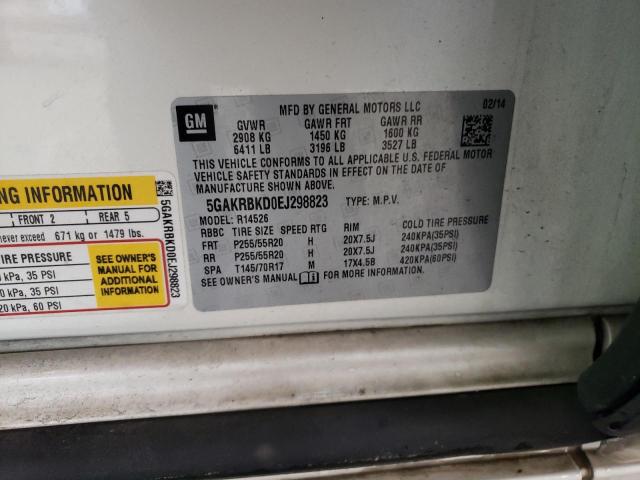 GM
MFD BY GENERAL MOTORS LLC
02/14
GVWR GAWR FRT GAWR RR
2908 KG 1450 KG 1600 KG
6411 LB 3196 LB 3527 LB
THIS VEHICLE CONFORMS TO ALL APPLICABLE U.S. FEDERAL MOTOR
VEHICLE SAFETY STANDARDS IN EFFECT ON THE DATE OF
MANUFACTURE SHOWN ABOVE.
5GAKRBKD0EJ298823 TYPE: M.P.V.
MODEL: R14526
RBBC TIRE SIZE SPEED RTG RIM COLD TIRE PRESSURE
FRT P255/55R20 H 20X7.5J 240KPA(35PSI)
RR P255/55R20 H 20X7.5J 240KPA(35PSI)
SPA T145/70R17 M 17X4.5B 420KPA(60PSI)
SEE OWNER'S MANUAL FOR MORE INFORMATION.
NG INFORMATION
FRONT 2 REAR 5
never exceed 671 kg or 1479 lbs.
RE PRESSURE
kPa, 35 PSI
0 kPa, 35 PSI
20 kPa, 60 PSI
SEE OWNER'S
MANUAL FOR
ADDITIONAL
INFORMATION
5GAKRBKD0EJ298823